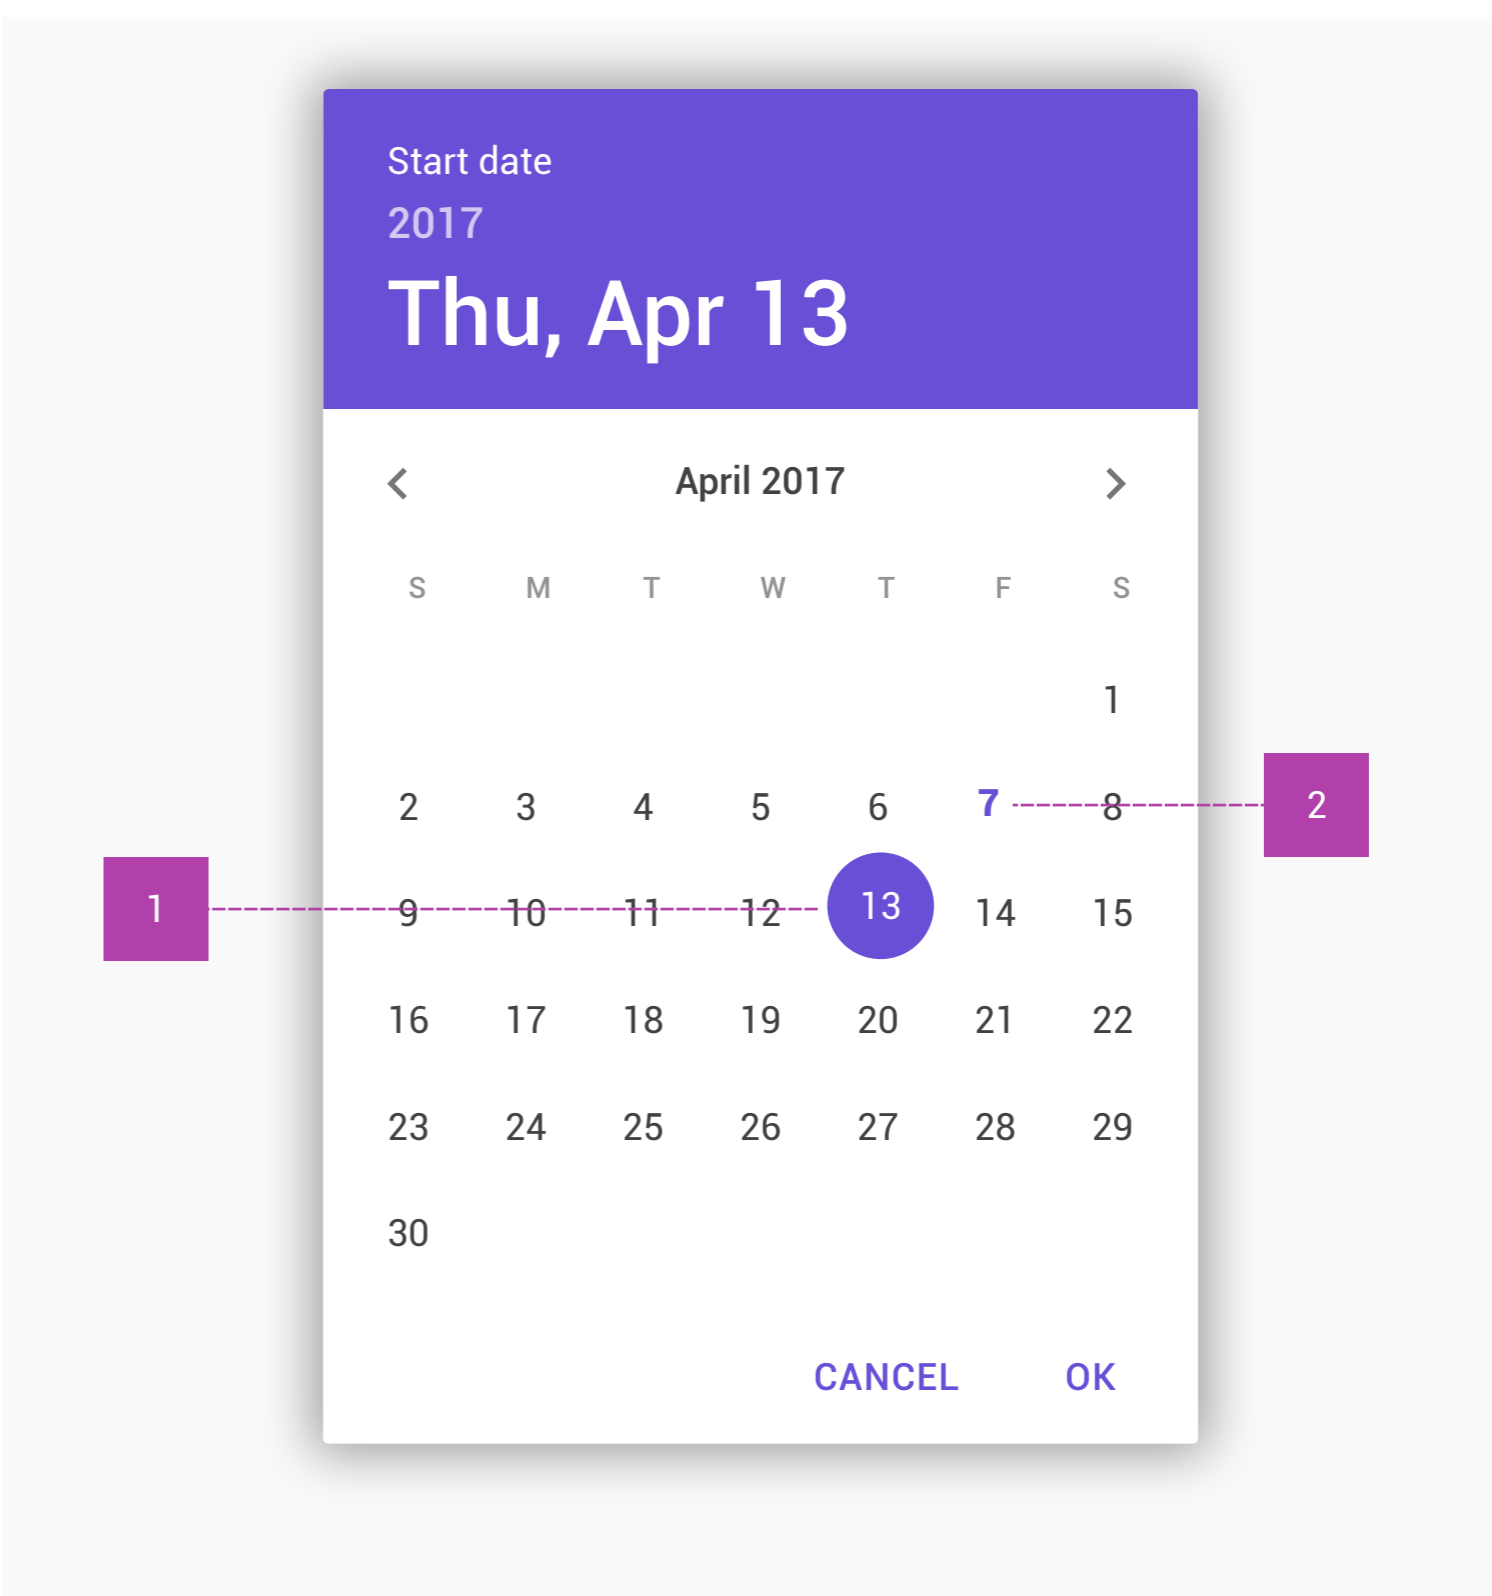 Start date
2017
Thu, Apr 13
April 2017
S M T W T F S
1
2 3 4 5 6 7 8 2
1 9 10 11 12 13 14 15
16 17 18 19 20 21 22
23 24 25 26 27 28 29
30
CANCEL OK